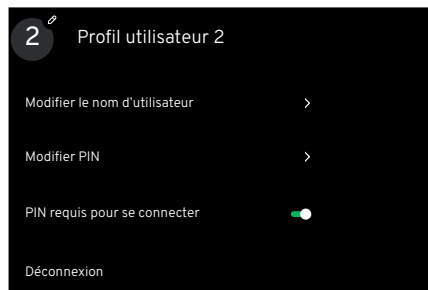 2 Profil utilisateur 2
Modifier le nom d'utilisateur
Modifier PIN
PIN requis pour se connecter
Déconnexion